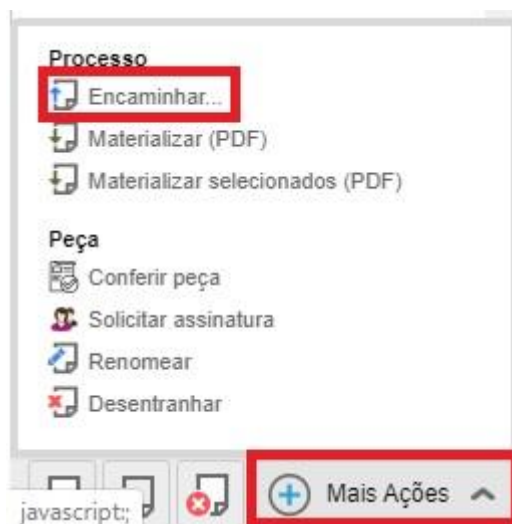 Processo
Encaminhar...
Materializar (PDF)
Materializar selecionados (PDF)
Peça
Conferir peça
Solicitar assinatura
Renomear
Desentranhar
Mais Ações
javascript:;